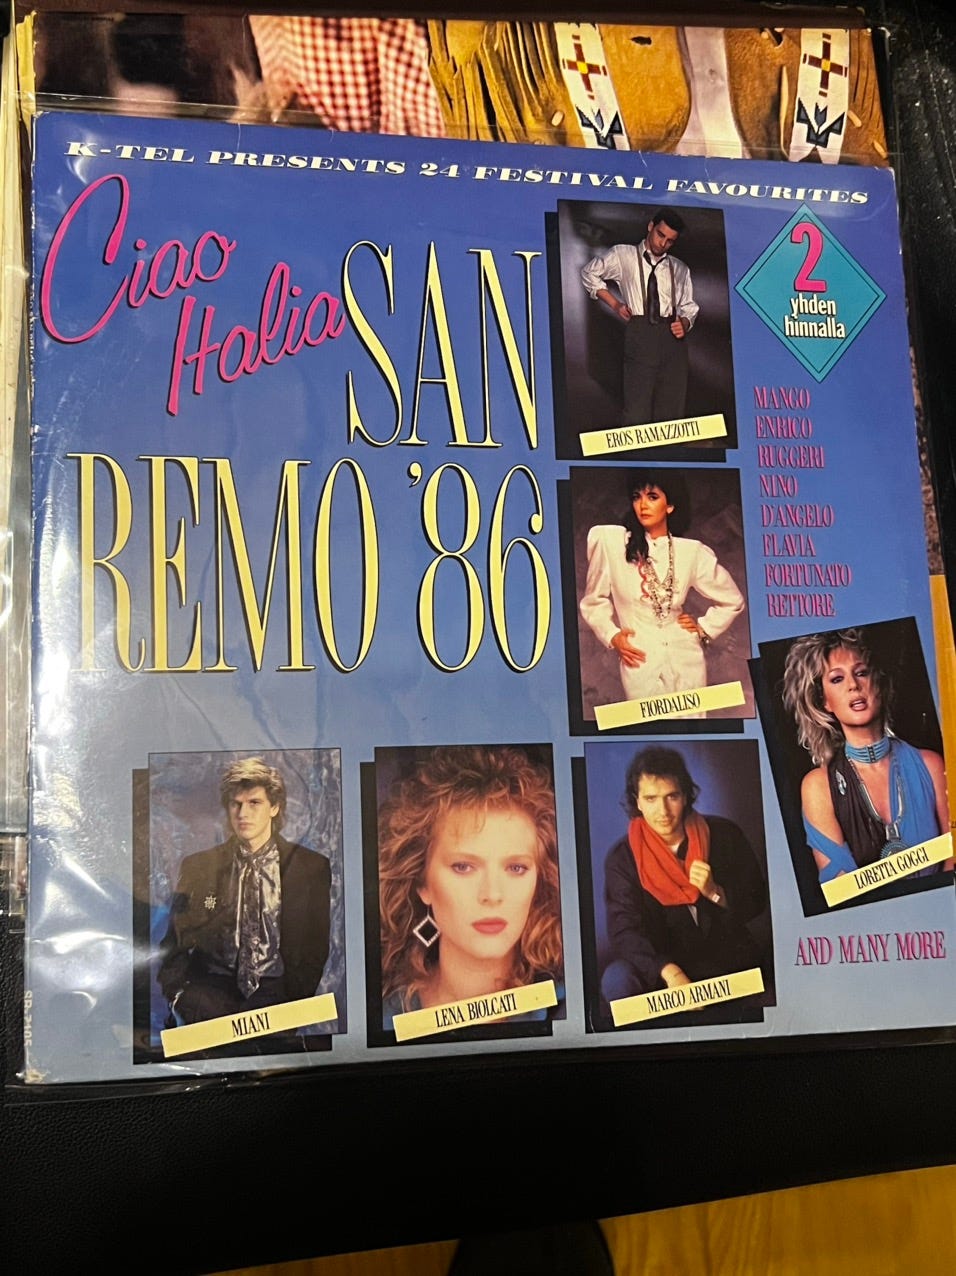 K-TEL PRESENTS 24 FESTIVAL FAVOURITES
Ciao
Italia
SAN
REMO '86
2
yhden
hinnalla
EROS RAMAZZOTTI
MANGO
ENRICO
RUGGERI
NINO
D'ANGELO
FLAVIA
FORTUNATO
RETTORE
FIORDALISO
LORETTA GOGGI
MIANI
LENA BIOLCATI
MARCO ARMANI
AND MANY MORE